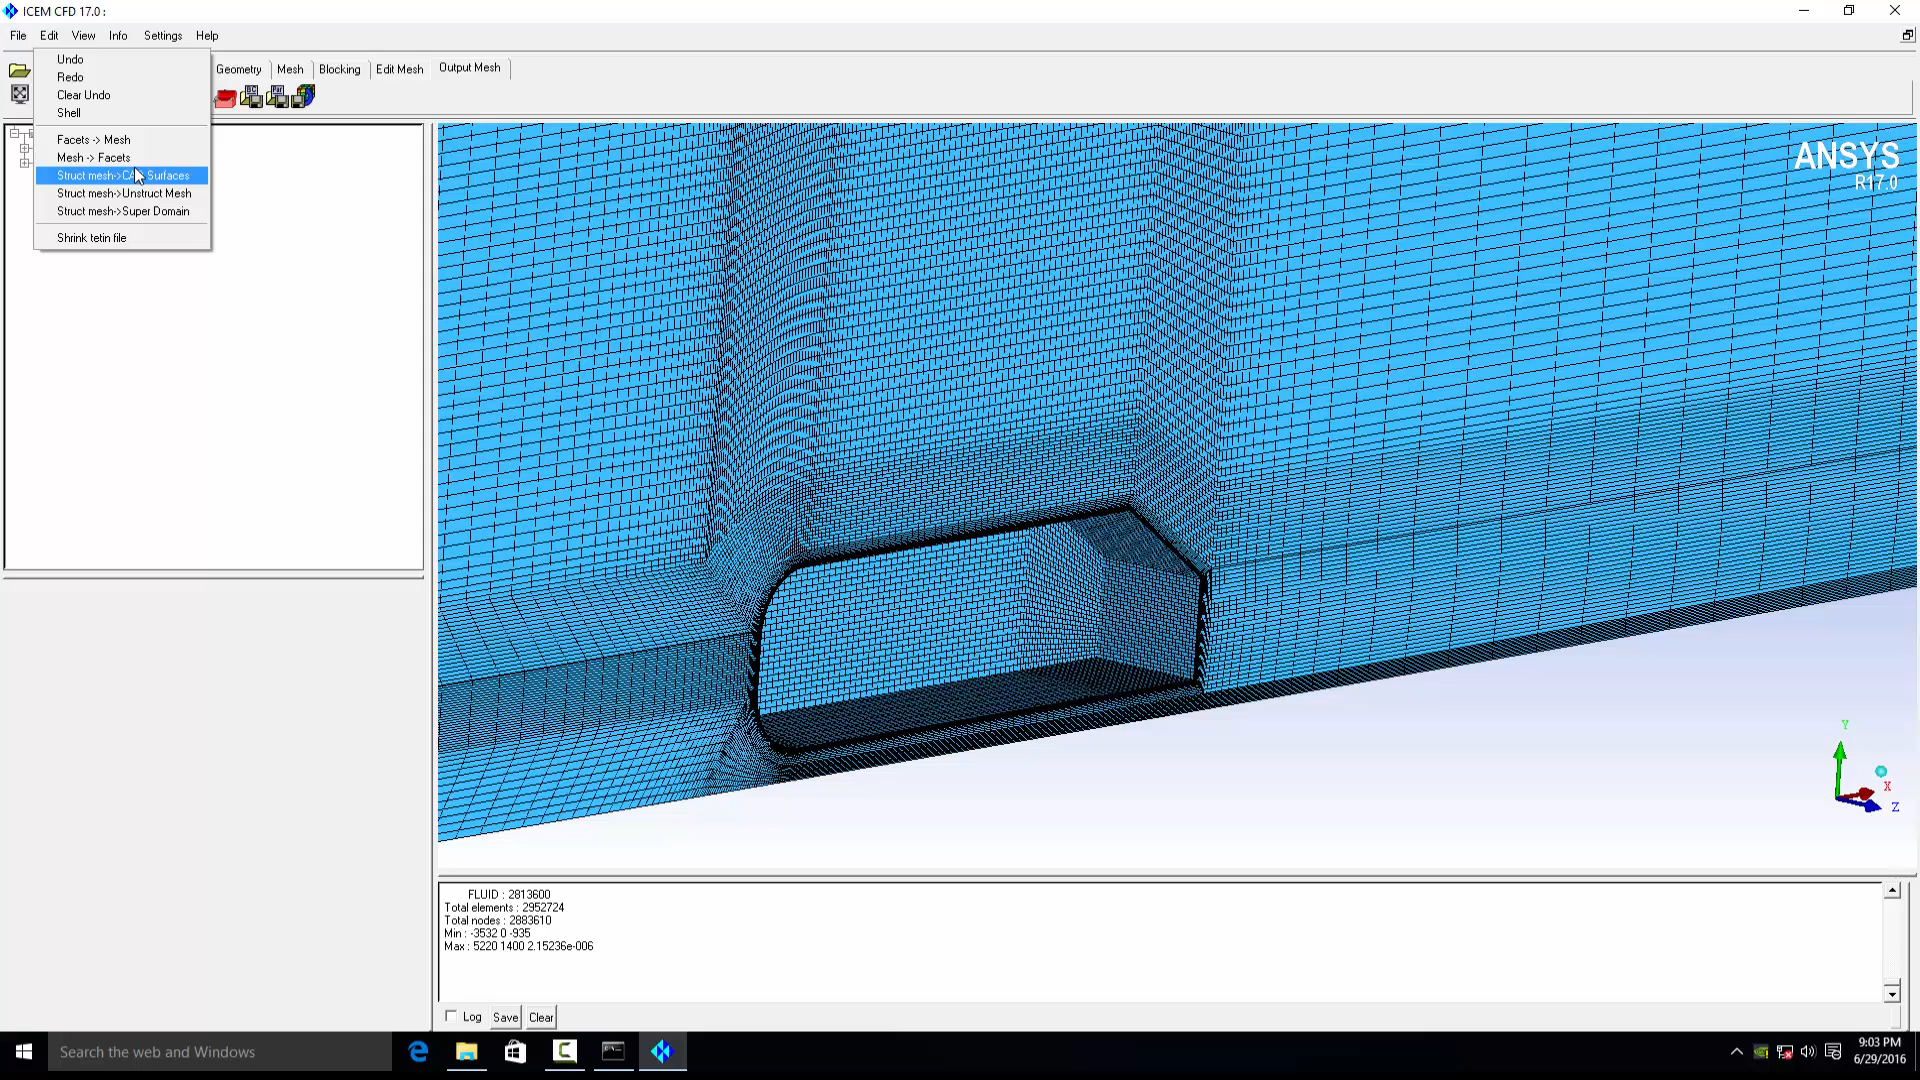 ICEM CFD 17.0 :
File Edit View Info Settings Help
Undo
Redo
Clear Undo
Shell
Facets -> Mesh
Mesh -> Facets
Struct mesh->CAD Surfaces
Struct mesh->Unstruct Mesh
Struct mesh->Super Domain
Shrink tetin file
Geometry Mesh Blocking Edit Mesh Output Mesh
BC Par
ANSYS
R17.0
Y
X
Z
FLUID : 2813600
Total elements : 2952724
Total nodes : 2883610
Min : -3532 0 -935
Max : 5220 1400 2.15236e-006
Log Save Clear
Search the web and Windows
9:03 PM
6/29/2016